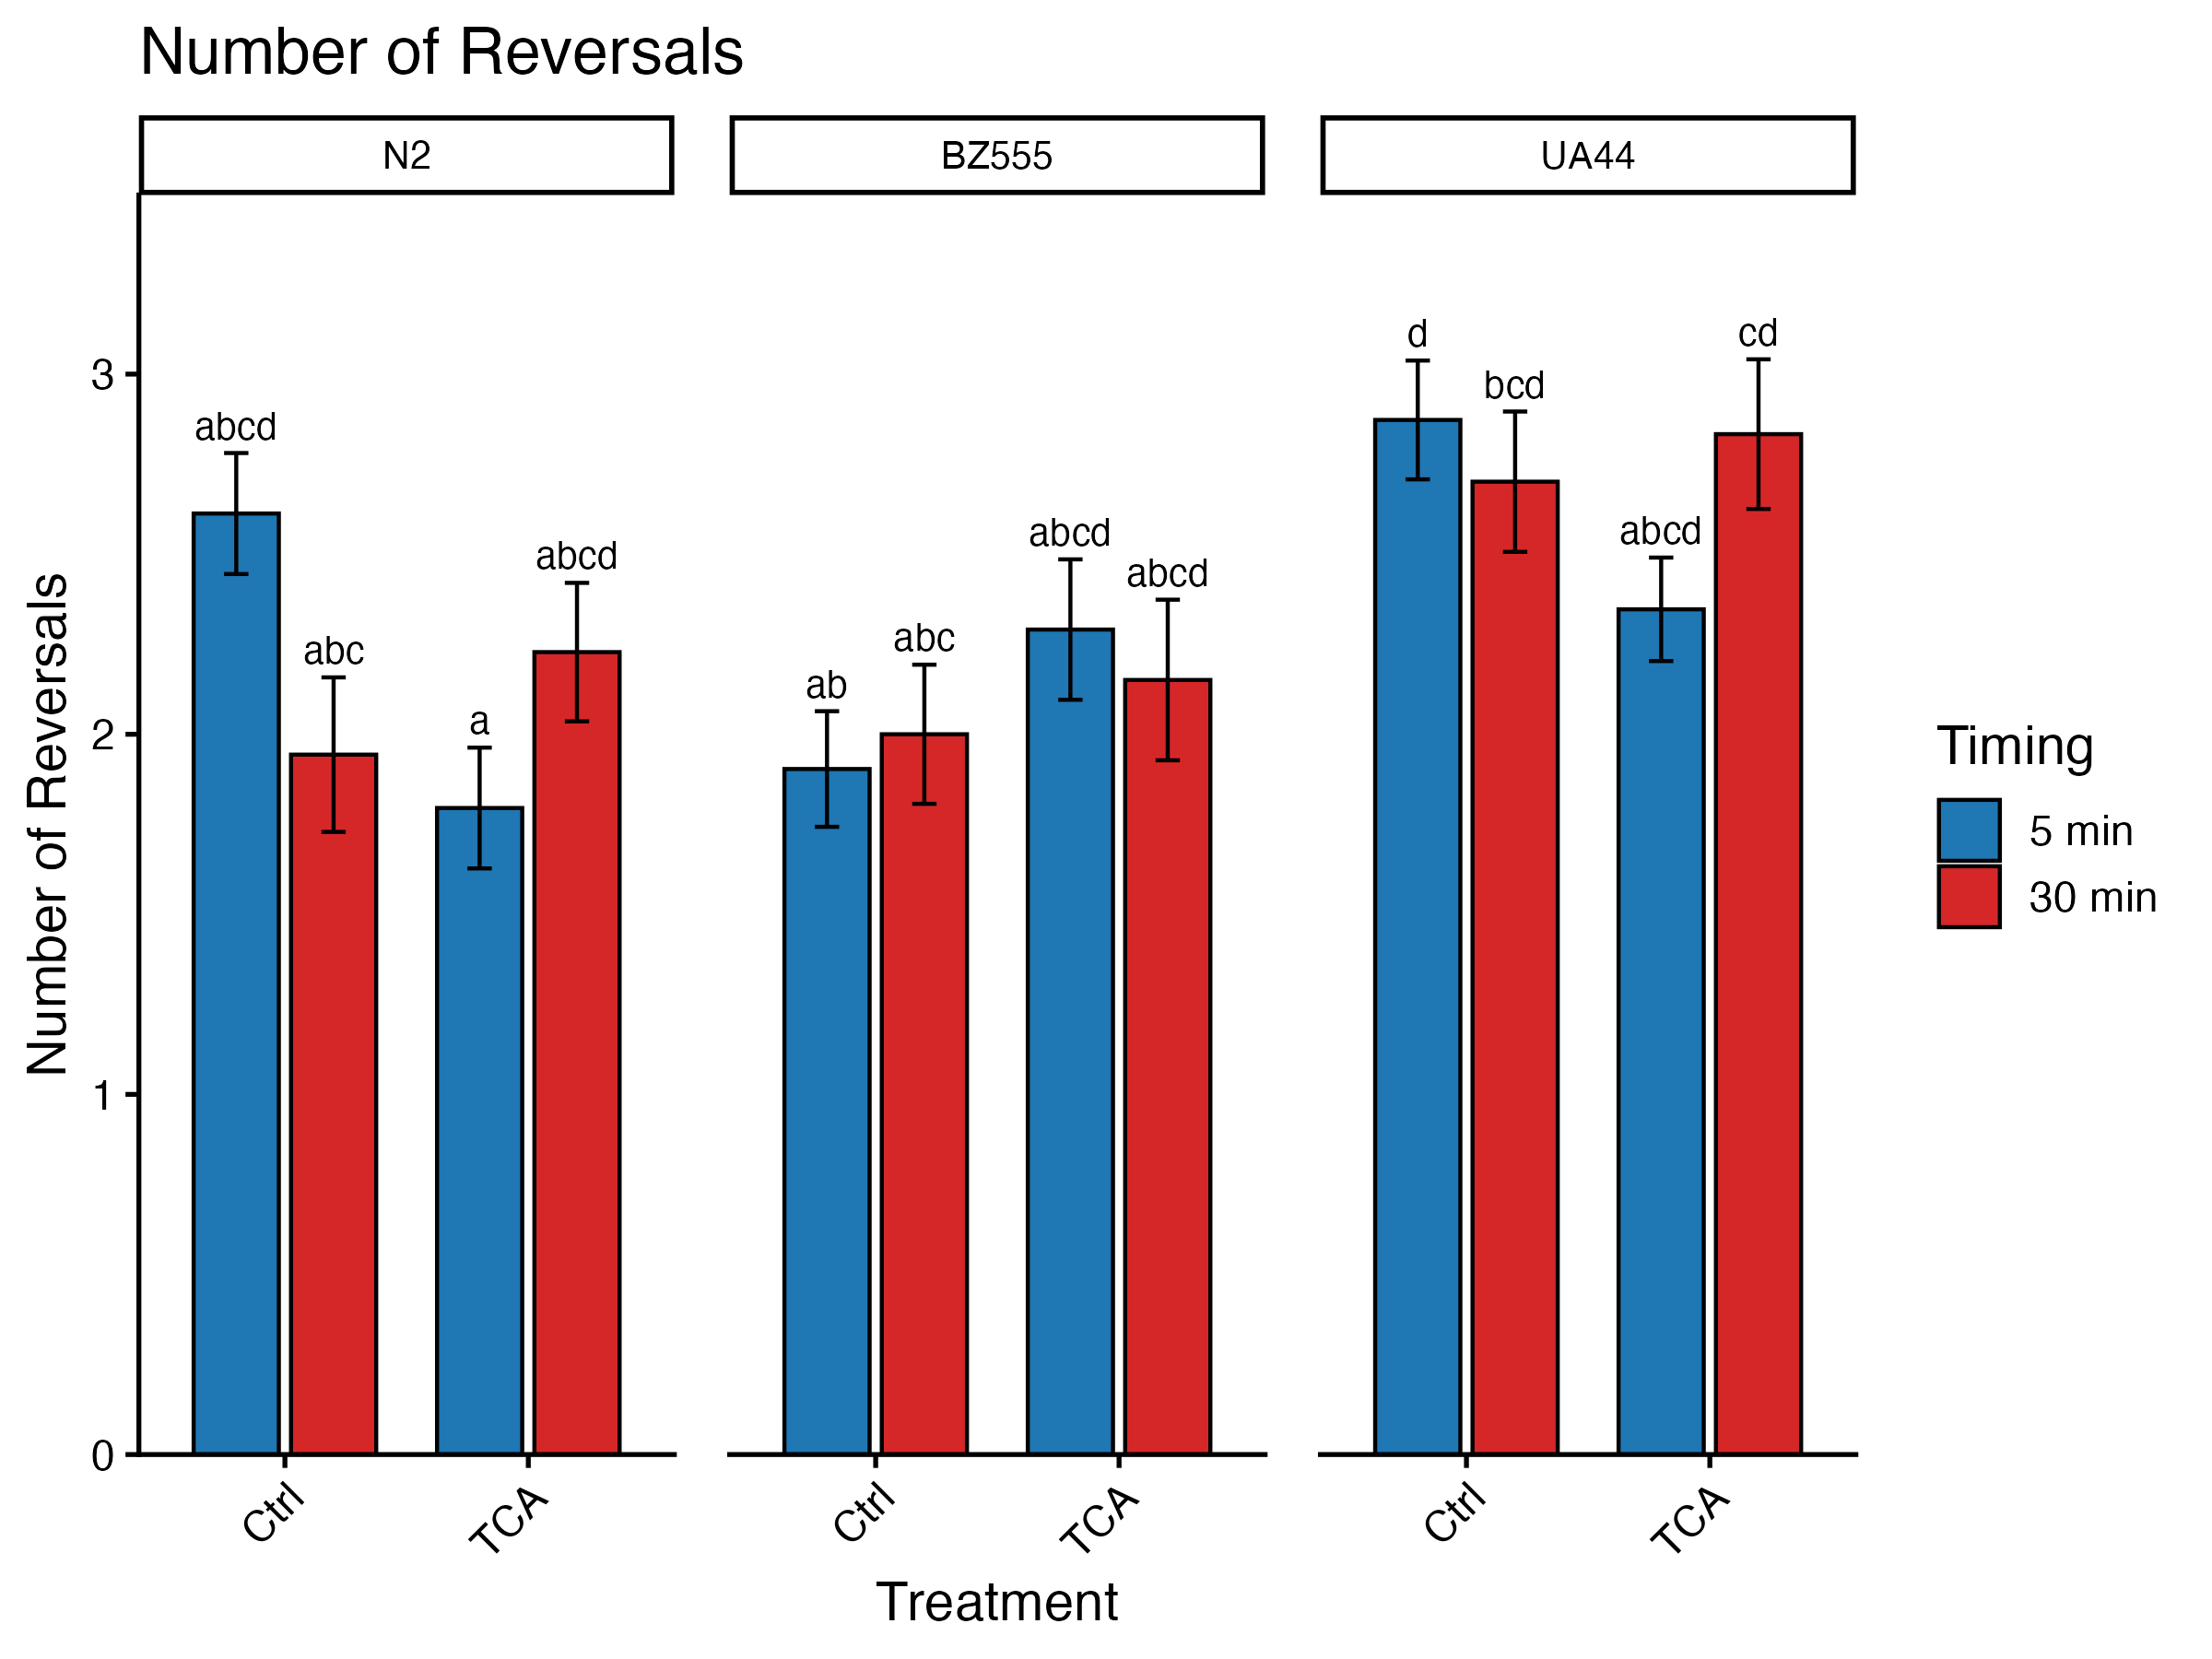 Number of Reversals
N2
BZ555
UA44
Number of Reversals
3
2
1
0
abcd
abc
a
abcd
ab
abc
abcd
abcd
d
bcd
abcd
cd
Ctrl
TCA
Ctrl
TCA
Ctrl
TCA
Treatment
Timing
5 min
30 min